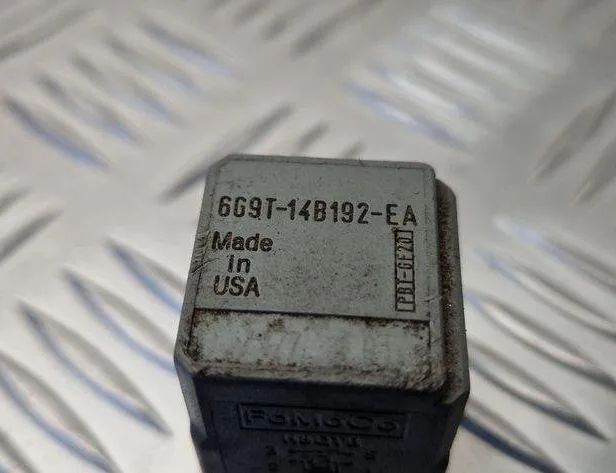 6G9T-14B192-EA
Made
in
USA
PBT-GF20
FoMoCo